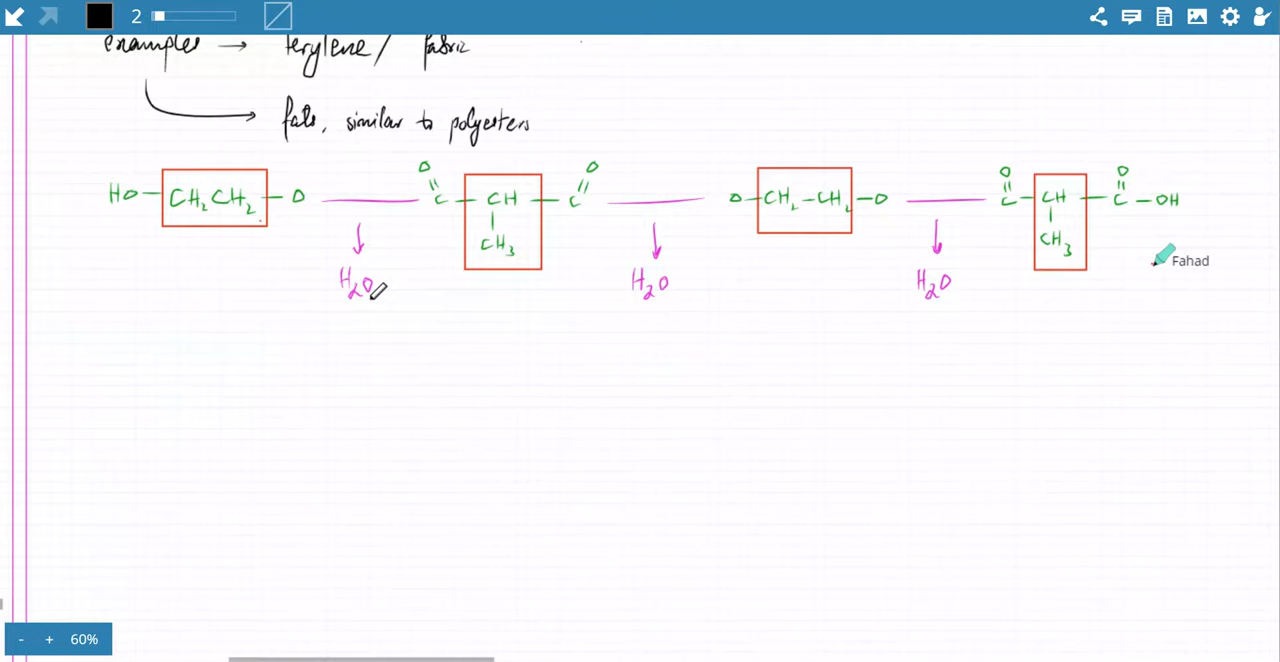 2
examples → terylene / fabric
fats, similar to polyesters
HO-CH₂CH₂-O — C(=O)-CH(CH₃)-C(=O) — O-CH₂-CH₂-O — C(=O)-CH(CH₃)-C(=O)-OH
H₂O H₂O H₂O
Fahad
- + 60%